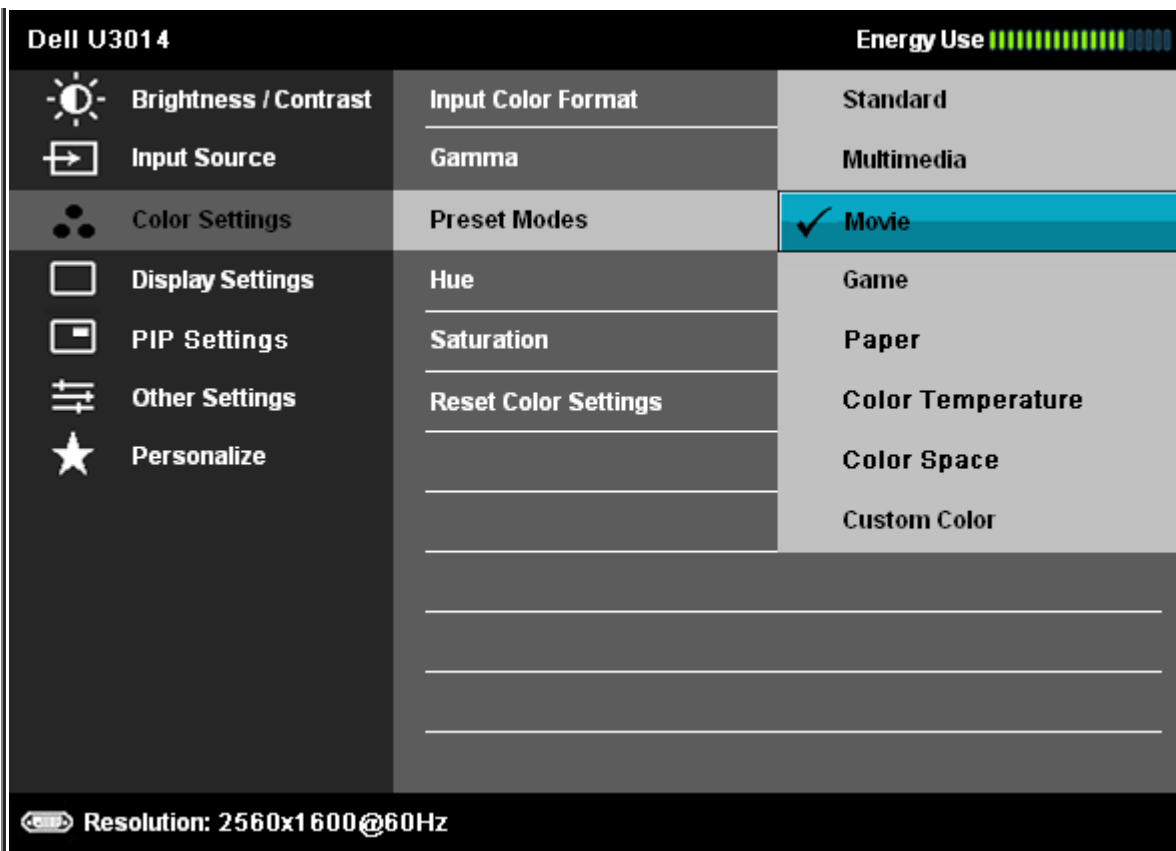 Dell U3014
Energy Use
Brightness / Contrast
Input Source
Color Settings
Display Settings
PIP Settings
Other Settings
Personalize
Input Color Format
Gamma
Preset Modes
Hue
Saturation
Reset Color Settings
Standard
Multimedia
Movie
Game
Paper
Color Temperature
Color Space
Custom Color
Resolution: 2560x1600@60Hz